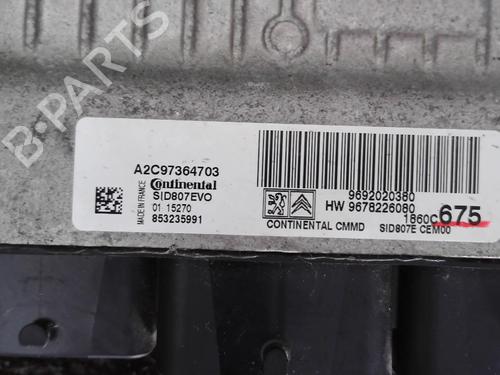 B-PARTS
A2C97364703
Continental
SID807EVO
01 15270
853235991
MADE IN FRANCE
9692020380
HW 9678226080
1860C675
CONTINENTAL CMMD SID807E CEM00